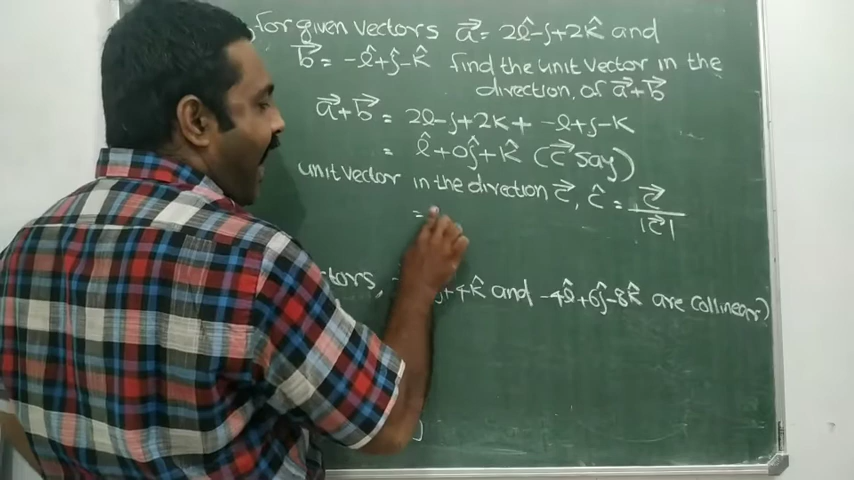 for given vectors a⃗ = 2î-j+2k̂ and
b⃗ = -î+ĵ-k̂ find the unit vector in the
direction of a⃗+b⃗
a⃗+b⃗ = 2î-j+2k+ -î+j-k
= î+0ĵ+k̂ (c⃗ say)
unit vector in the direction c⃗, ĉ = c⃗/|c⃗|
=
+4k̂ and -4î+6ĵ-8k̂ are collinear)